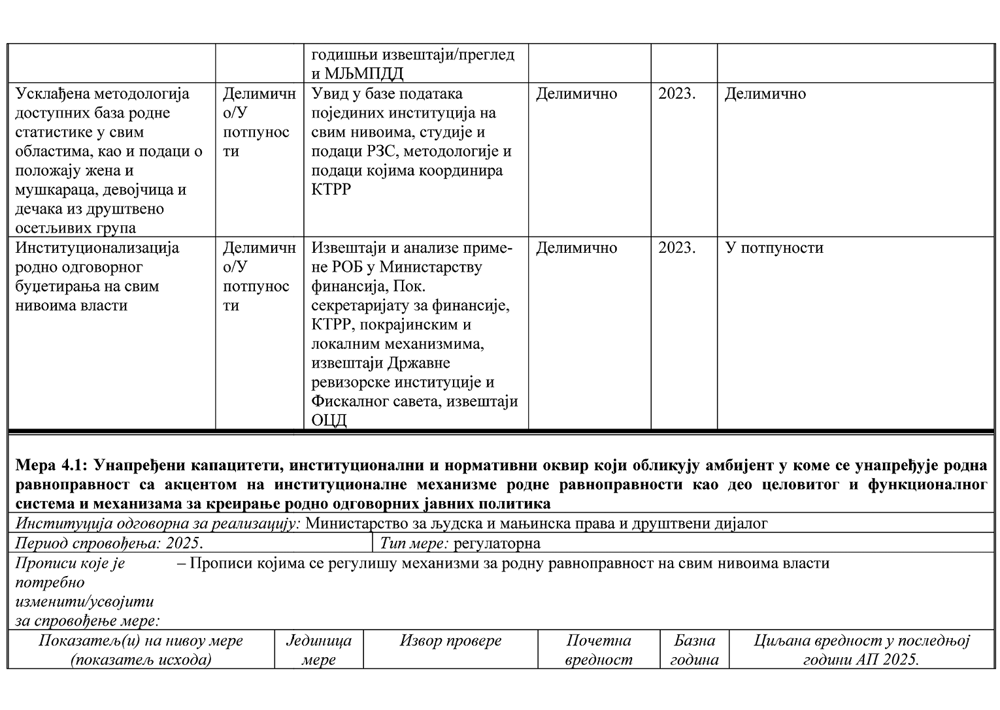 годишњи извештаји/преглед
и МЉМПДД
Усклађена методологија
доступних база родне
статистике у свим
областима, као и подаци о
положају жена и
мушкараца, девојчица и
дечака из друштвено
осетљивих група
Делимичн
о/У
потпунос
ти
Увид у базе података
појединих институција на
свим нивоима, студије и
подаци РЗС, методологије и
подаци којима координира
КТРР
Делимично
2023.
Делимично
Институционализација
родно одговорног
буџетирања на свим
нивоима власти
Делимичн
о/У
потпунос
ти
Извештаји и анализе приме-
не РОБ у Министарству
финансија, Пок.
секретаријату за финансије,
КТРР, покрајинским и
локалним механизмима,
извештаји Државне
ревизорске институције и
Фискалног савета, извештаји
ОЦД
Делимично
2023.
У потпуности
Мера 4.1: Унапређени капацитети, институционални и нормативни оквир који обликују амбијент у коме се унапређује родна
равноправност са акцентом на институционалне механизме родне равноправности као део целовитог и функционалног
система и механизама за креирање родно одговорних јавних политика
Институција одговорна за реализацију: Министарство за људска и мањинска права и друштвени дијалог
Период спровођења: 2025.
Тип мере: регулаторна
Прописи које је
потребно
изменити/усвојити
за спровођење мере:
– Прописи којима се регулишу механизми за родну равноправност на свим нивоима власти
Показатељ(и) на нивоу мере
(показатељ исхода)
Јединица
мере
Извор провере
Почетна
вредност
Базна
година
Циљана вредност у последњој
години АП 2025.